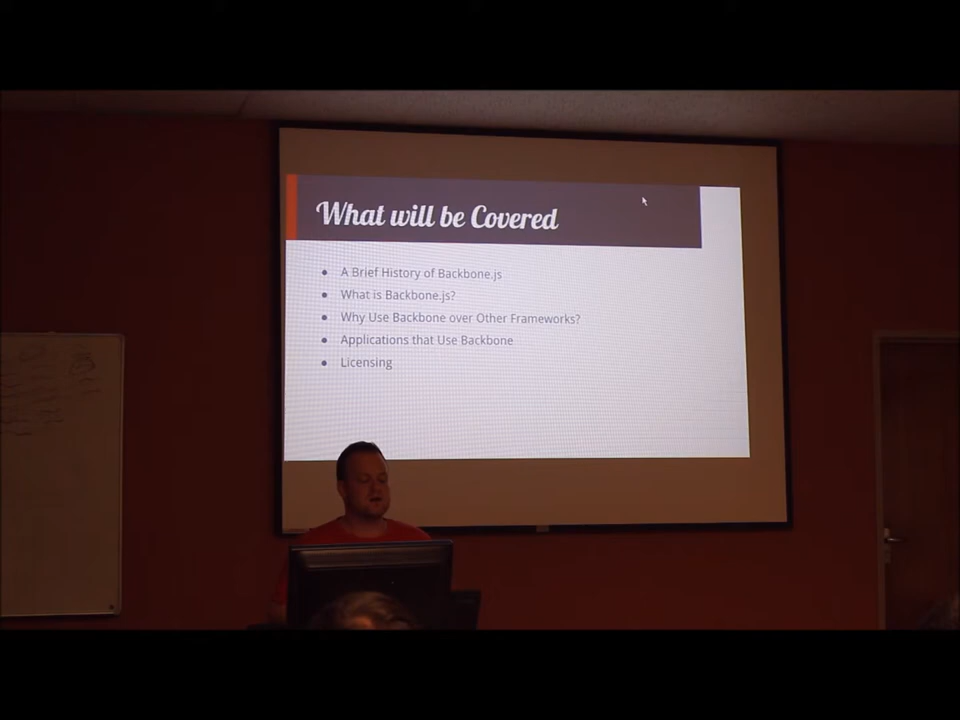 What will be Covered
A Brief History of Backbone.js
What is Backbone.js?
Why Use Backbone over Other Frameworks?
Applications that Use Backbone
Licensing